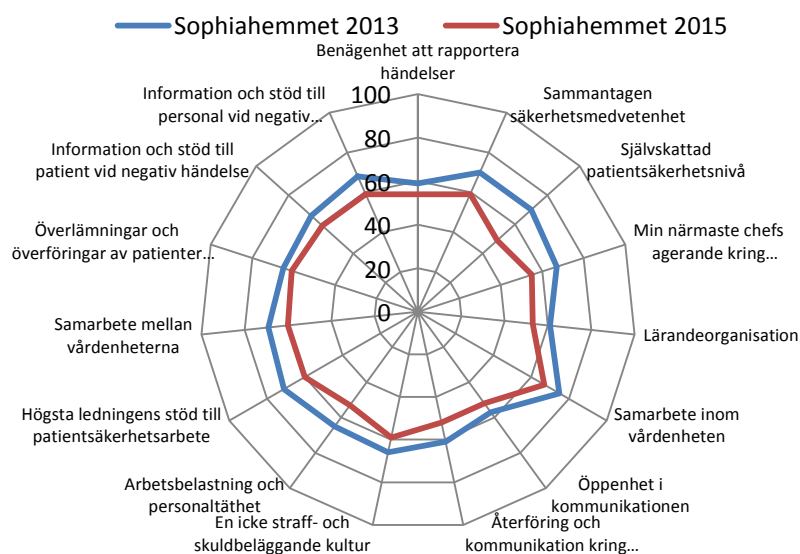 Sophiahemmet 2013
Sophiahemmet 2015
Benägenhet att rapportera
händelser
Sammantagen
säkerhetsmedvetenhet
Självskattad
patientsäkerhetsnivå
Min närmaste chefs
agerande kring...
Lärandeorganisation
Samarbete inom
vårdenheten
Öppenhet i
kommunikationen
Återföring och
kommunikation kring...
En icke straff- och
skuldbeläggande kultur
Arbetsbelastning och
personaltäthet
Högsta ledningens stöd till
patientsäkerhetsarbete
Samarbete mellan
vårdenheterna
Överlämningar och
överföringar av patienter...
Information och stöd till
patient vid negativ händelse
Information och stöd till
personal vid negativ...
100
80
60
40
20
0